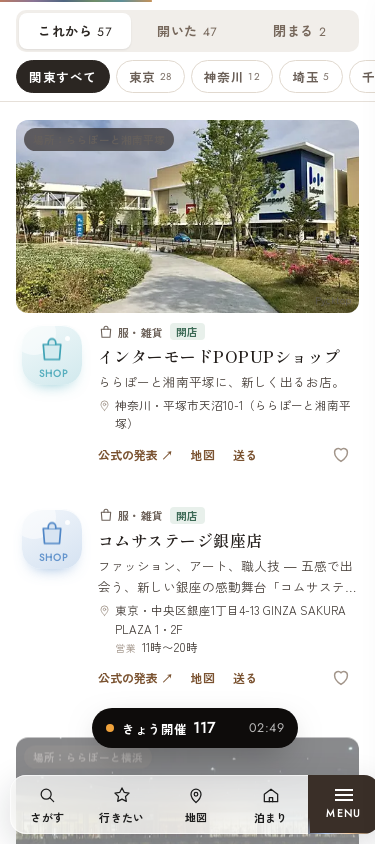 これから 57 開いた 47 閉まる 2
関東すべて 東京 28 神奈川 12 埼玉 5 千
服・雑貨 開店
SHOP
インターモードPOPUPショップ
ららぽーと湘南平塚に、新しく出るお店。
神奈川・平塚市天沼10-1（ららぽーと湘南平
塚）
公式の発表 ↗ 地図 送る
服・雑貨 開店
SHOP
コムサステージ銀座店
ファッション、アート、職人技 — 五感で出
会う、新しい銀座の感動舞台「コムサステ…
東京・中央区銀座1丁目4-13 GINZA SAKURA
PLAZA 1・2F
営業 11時〜20時
公式の発表 ↗ 地図 送る
きょう開催 117 02:49
場所：ららぽーと横浜
さがす 行きたい 地図 泊まり MENU